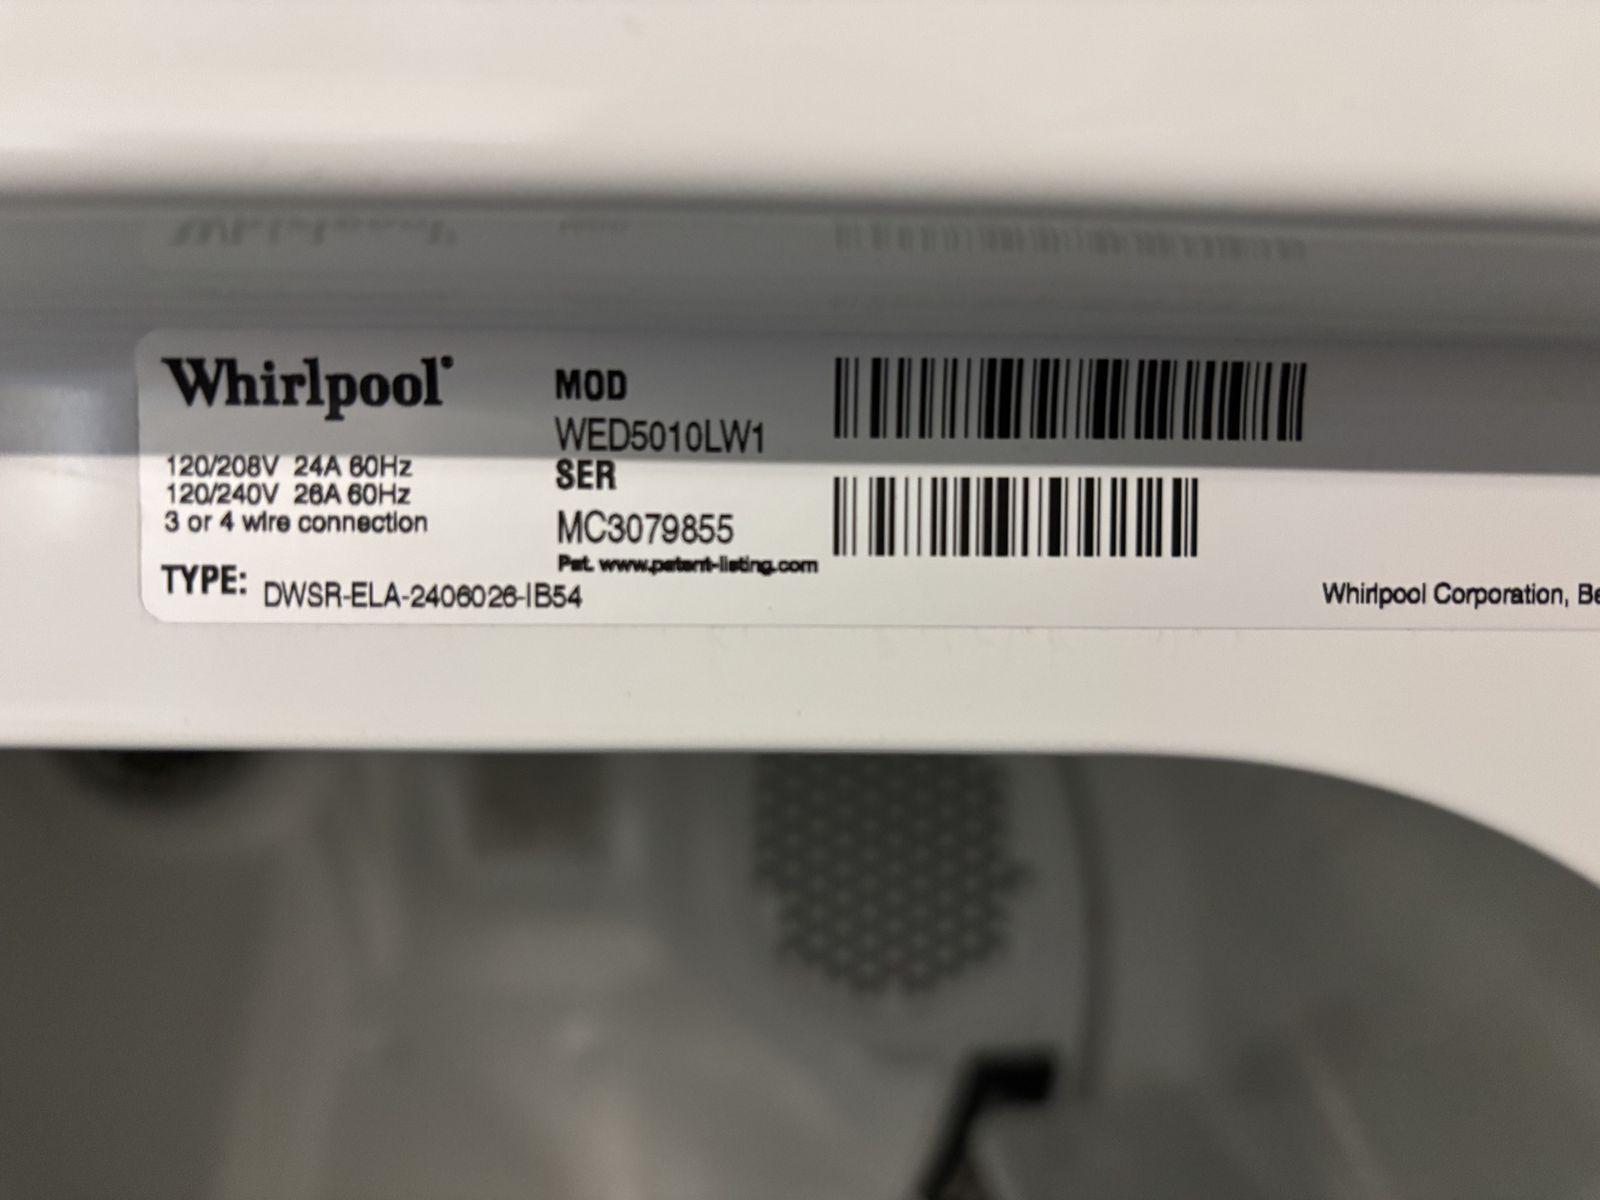 Whirlpool®
120/208V 24A 60Hz
120/240V 26A 60Hz
3 or 4 wire connection
TYPE: DWSR-ELA-2406026-IB54
MOD
WED5010LW1
SER
MC3079855
Pat. www.patent-listing.com
Whirlpool Corporation, Be